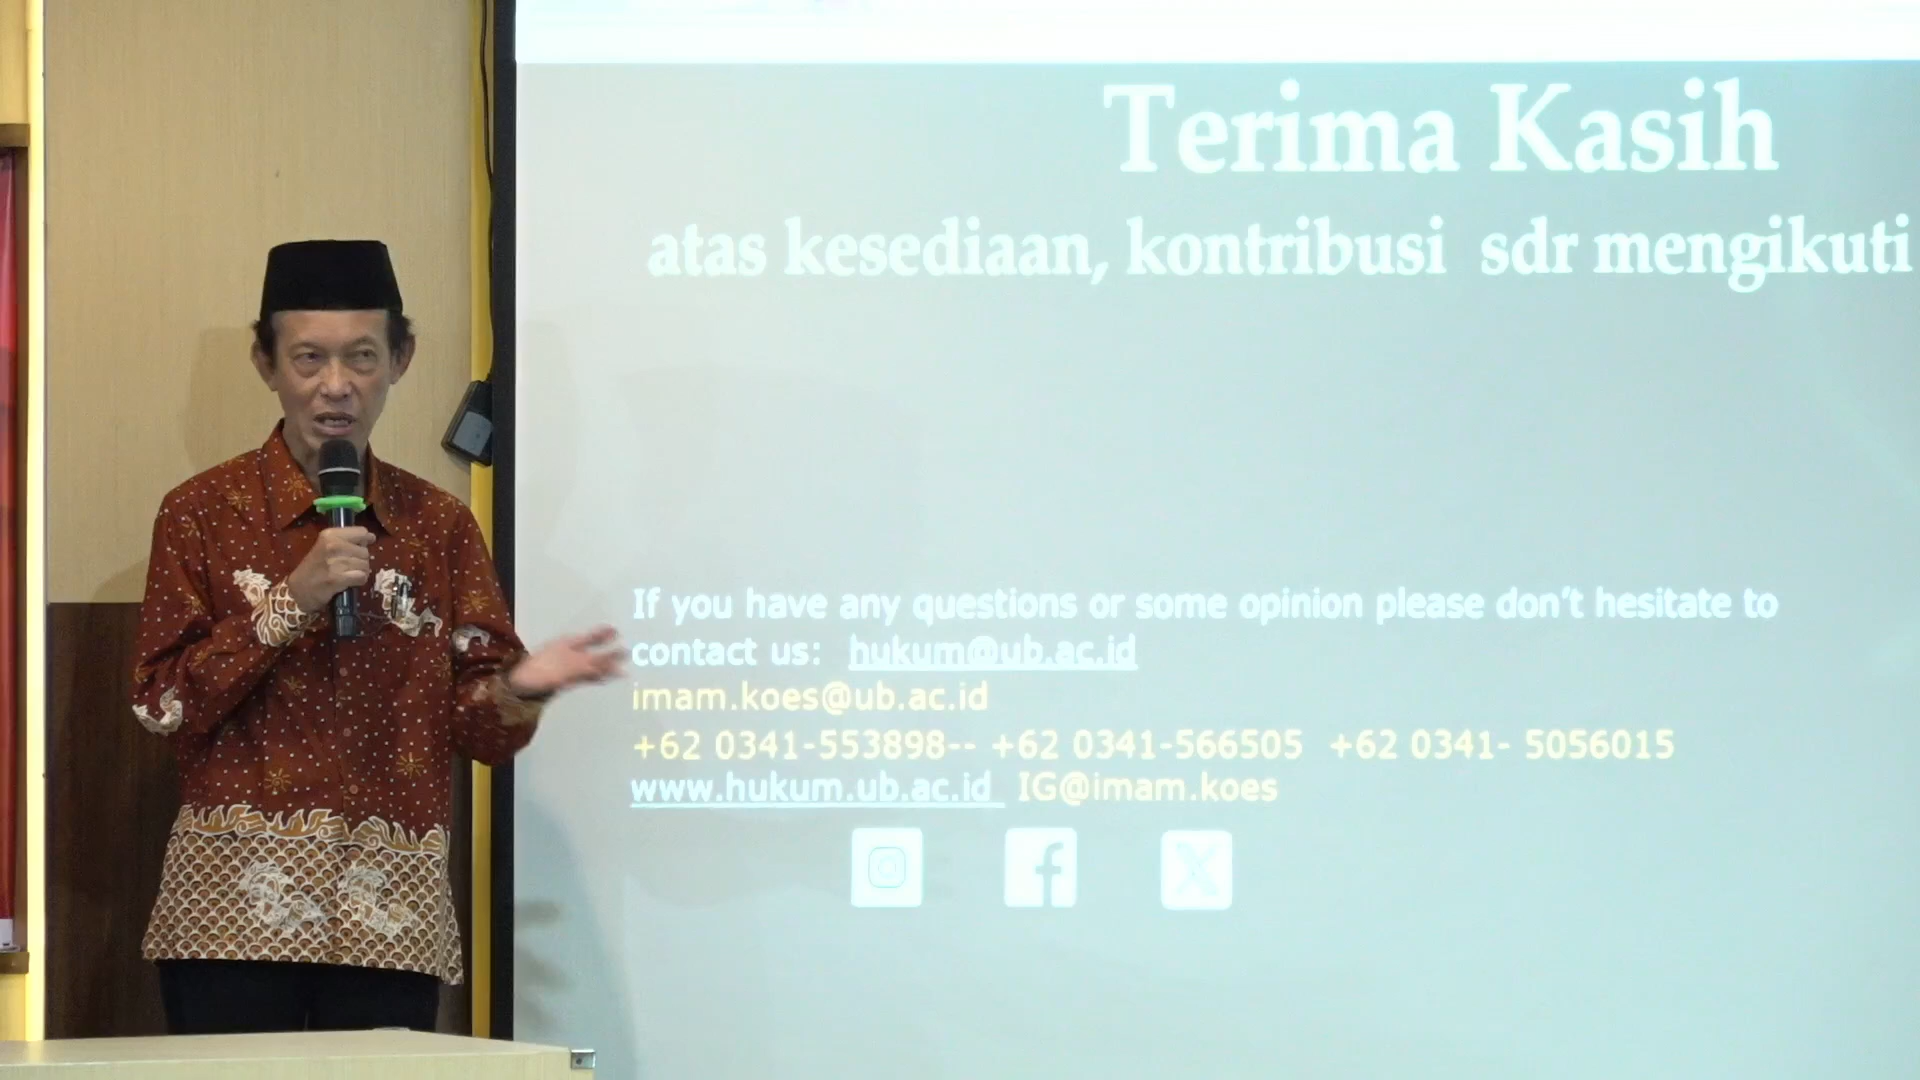 Terima Kasih
atas kesediaan, kontribusi sdr mengikuti
If you have any questions or some opinion please don't hesitate to
contact us: hukum@ub.ac.id
imam.koes@ub.ac.id
+62 0341-553898-- +62 0341-566505 +62 0341- 5056015
www.hukum.ub.ac.id IG@imam.koes